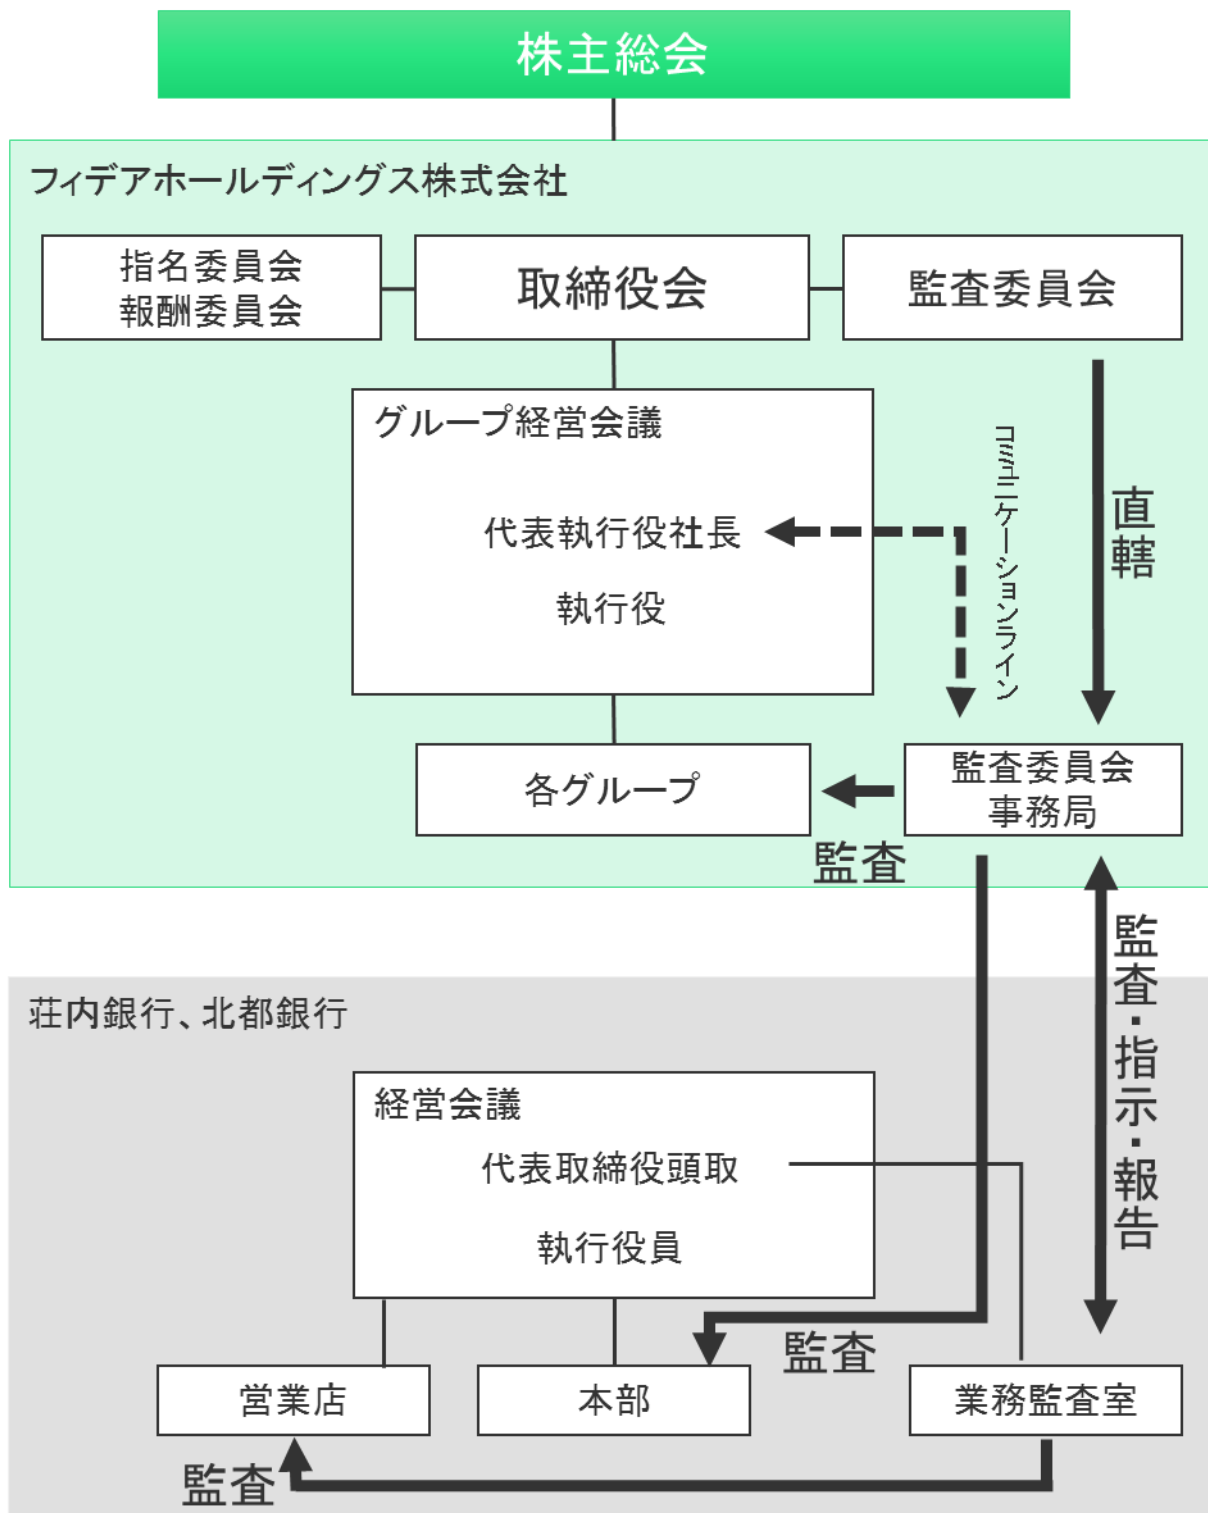 株主総会
フィデアホールディングス株式会社
指名委員会
報酬委員会
取締役会
監査委員会
グループ経営会議
代表執行役社長
執行役
コミュニケーションライン
直轄
各グループ
監査委員会
事務局
監査
監査・指示・報告
荘内銀行、北都銀行
経営会議
代表取締役頭取
執行役員
監査
営業店
本部
業務監査室
監査